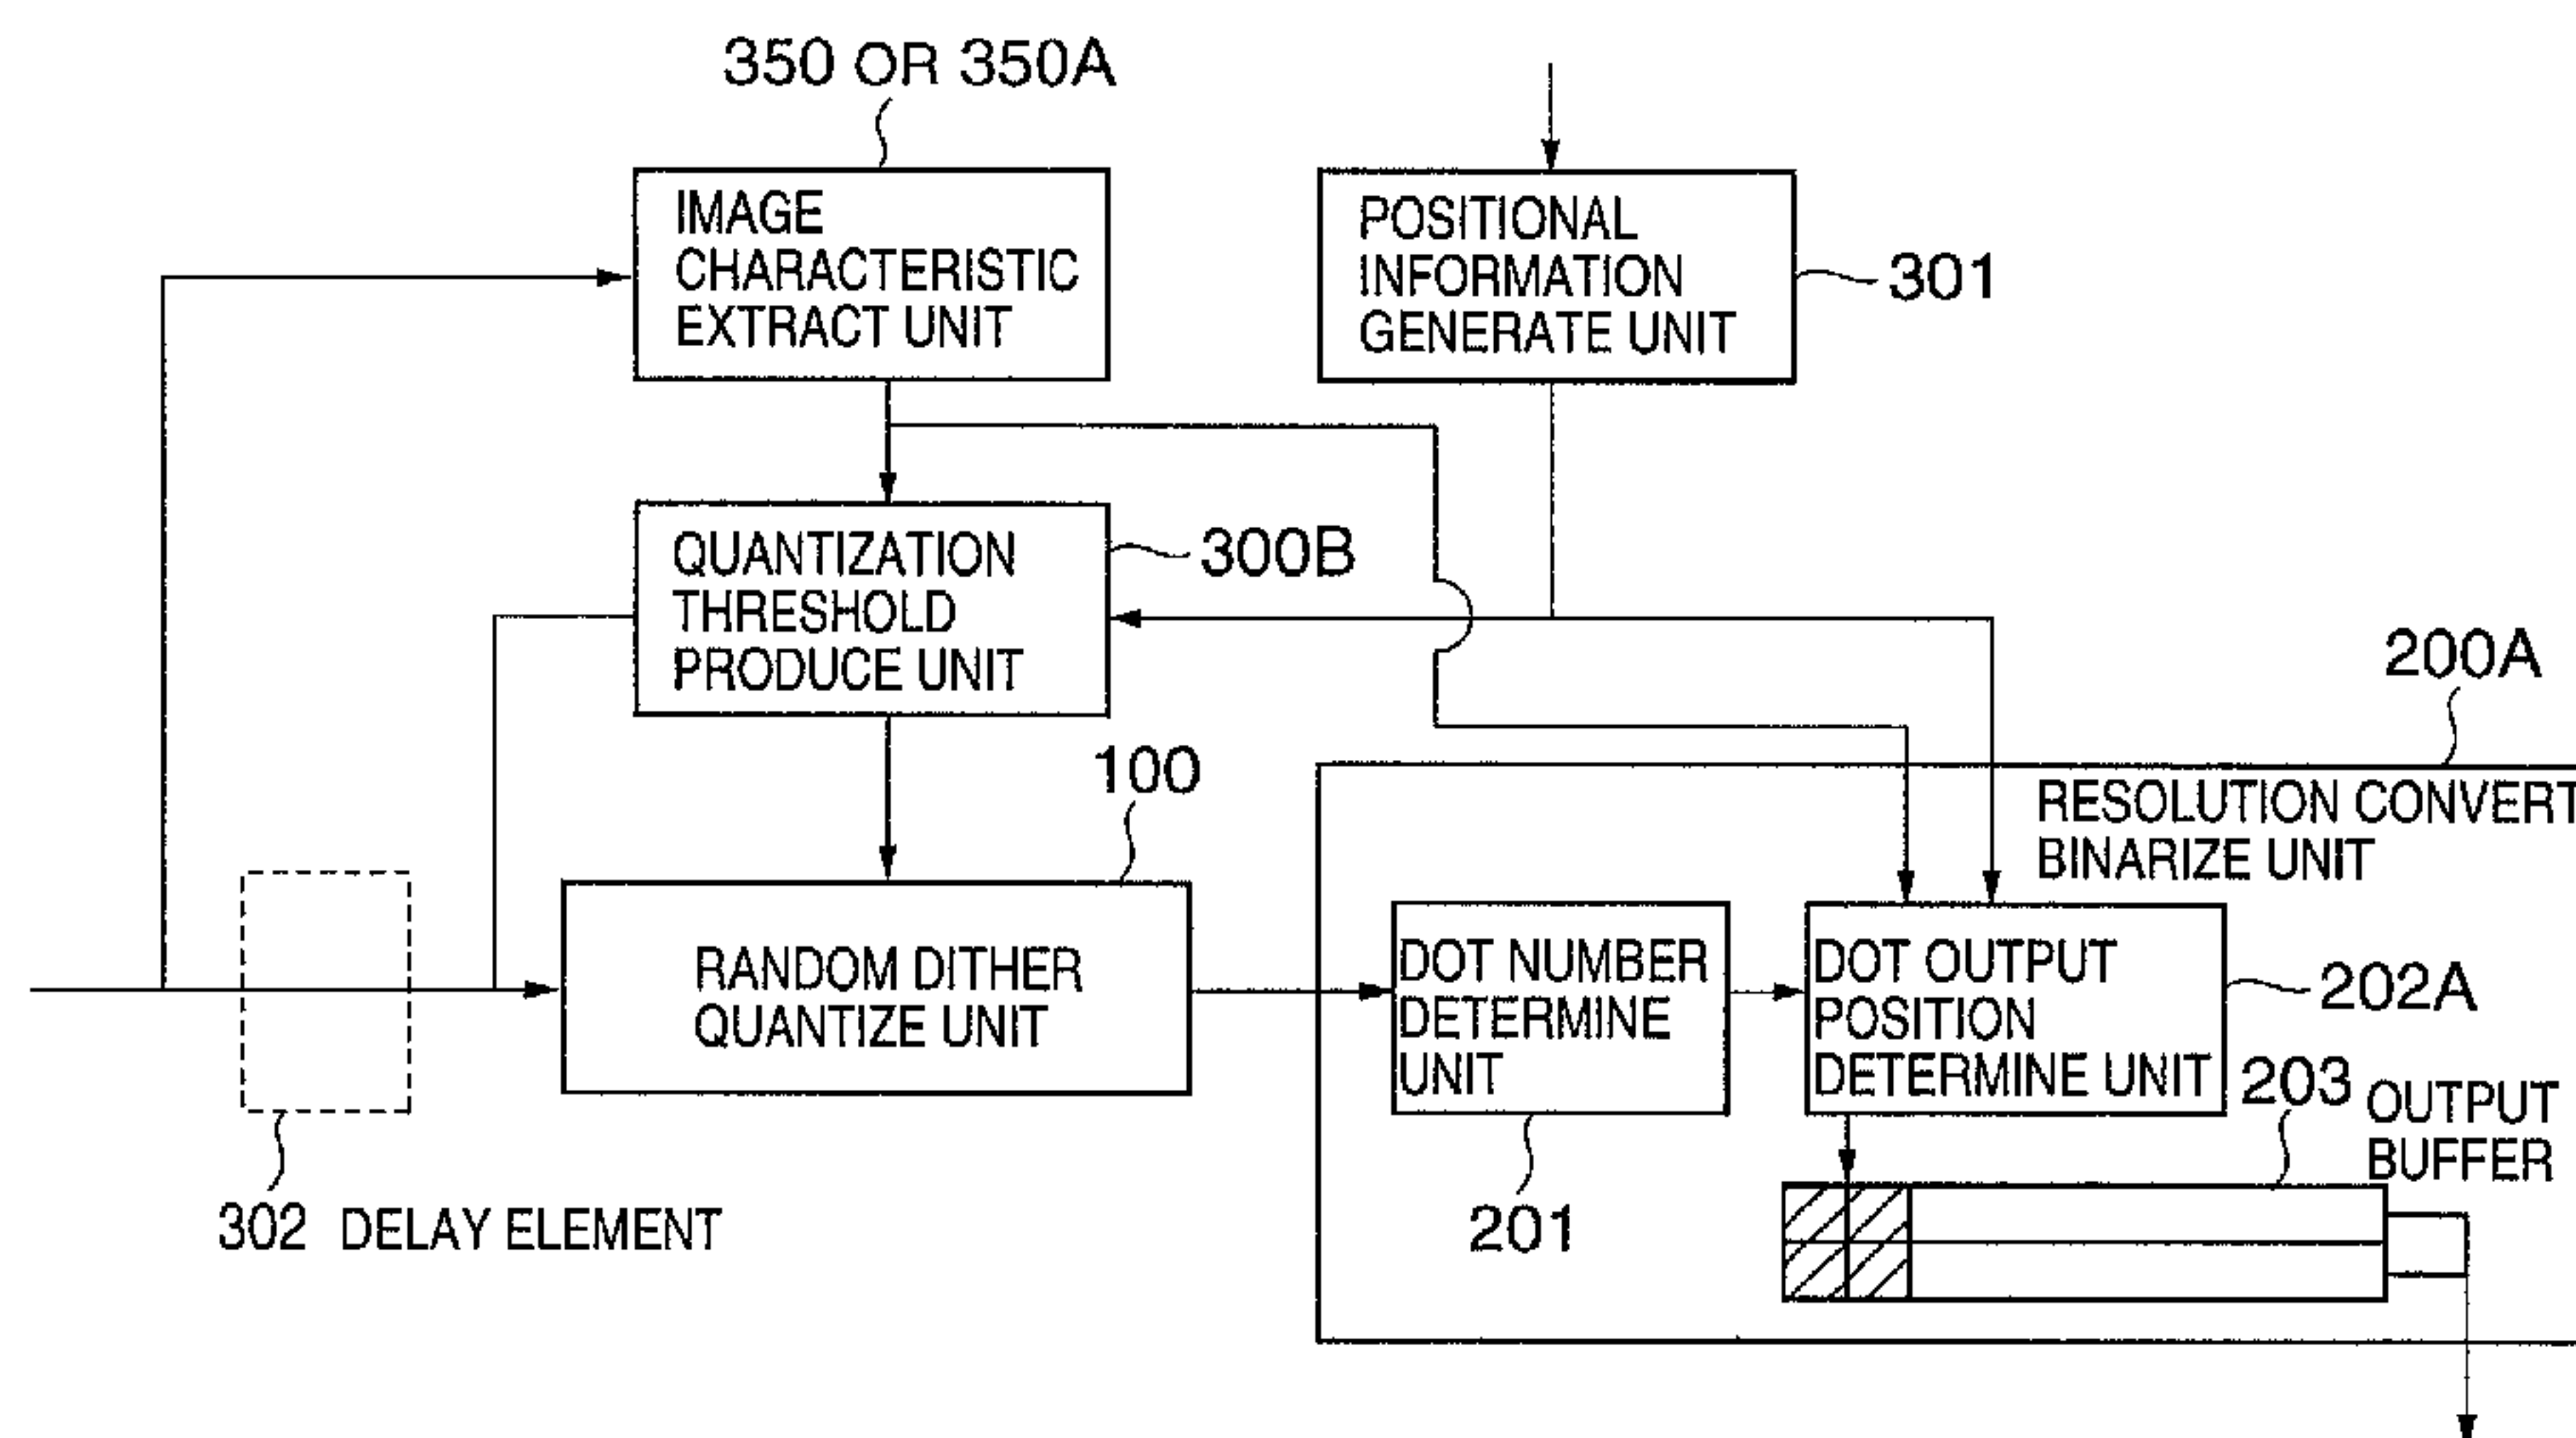 350 OR 350A
IMAGE
CHARACTERISTIC
EXTRACT UNIT
POSITIONAL
INFORMATION
GENERATE UNIT
301
QUANTIZATION
THRESHOLD
PRODUCE UNIT
300B
200A
100
RESOLUTION CONVERT
BINARIZE UNIT
RANDOM DITHER
QUANTIZE UNIT
DOT NUMBER
DETERMINE
UNIT
DOT OUTPUT
POSITION
DETERMINE UNIT
202A
203
OUTPUT
BUFFER
201
302 DELAY ELEMENT